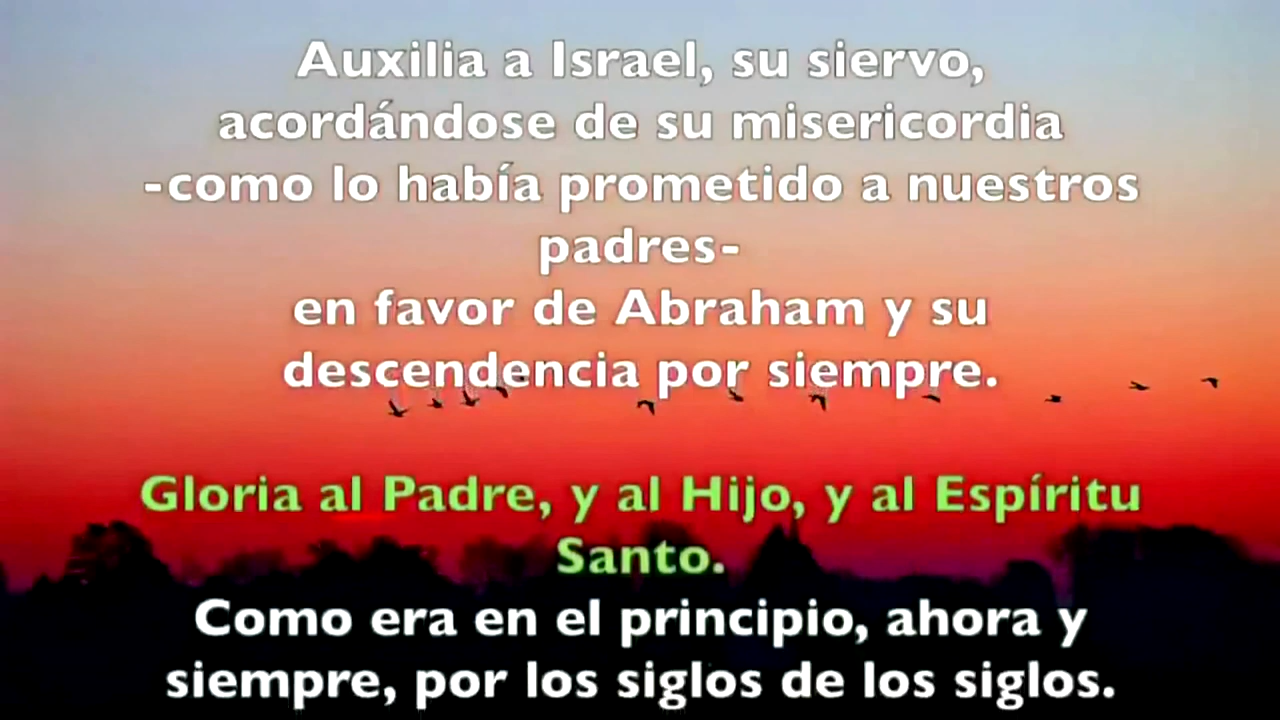 Auxilia a Israel, su siervo,
acordándose de su misericordia
-como lo había prometido a nuestros
padres-
en favor de Abraham y su
descendencia por siempre.
Gloria al Padre, y al Hijo, y al Espíritu
Santo.
Como era en el principio, ahora y
siempre, por los siglos de los siglos.